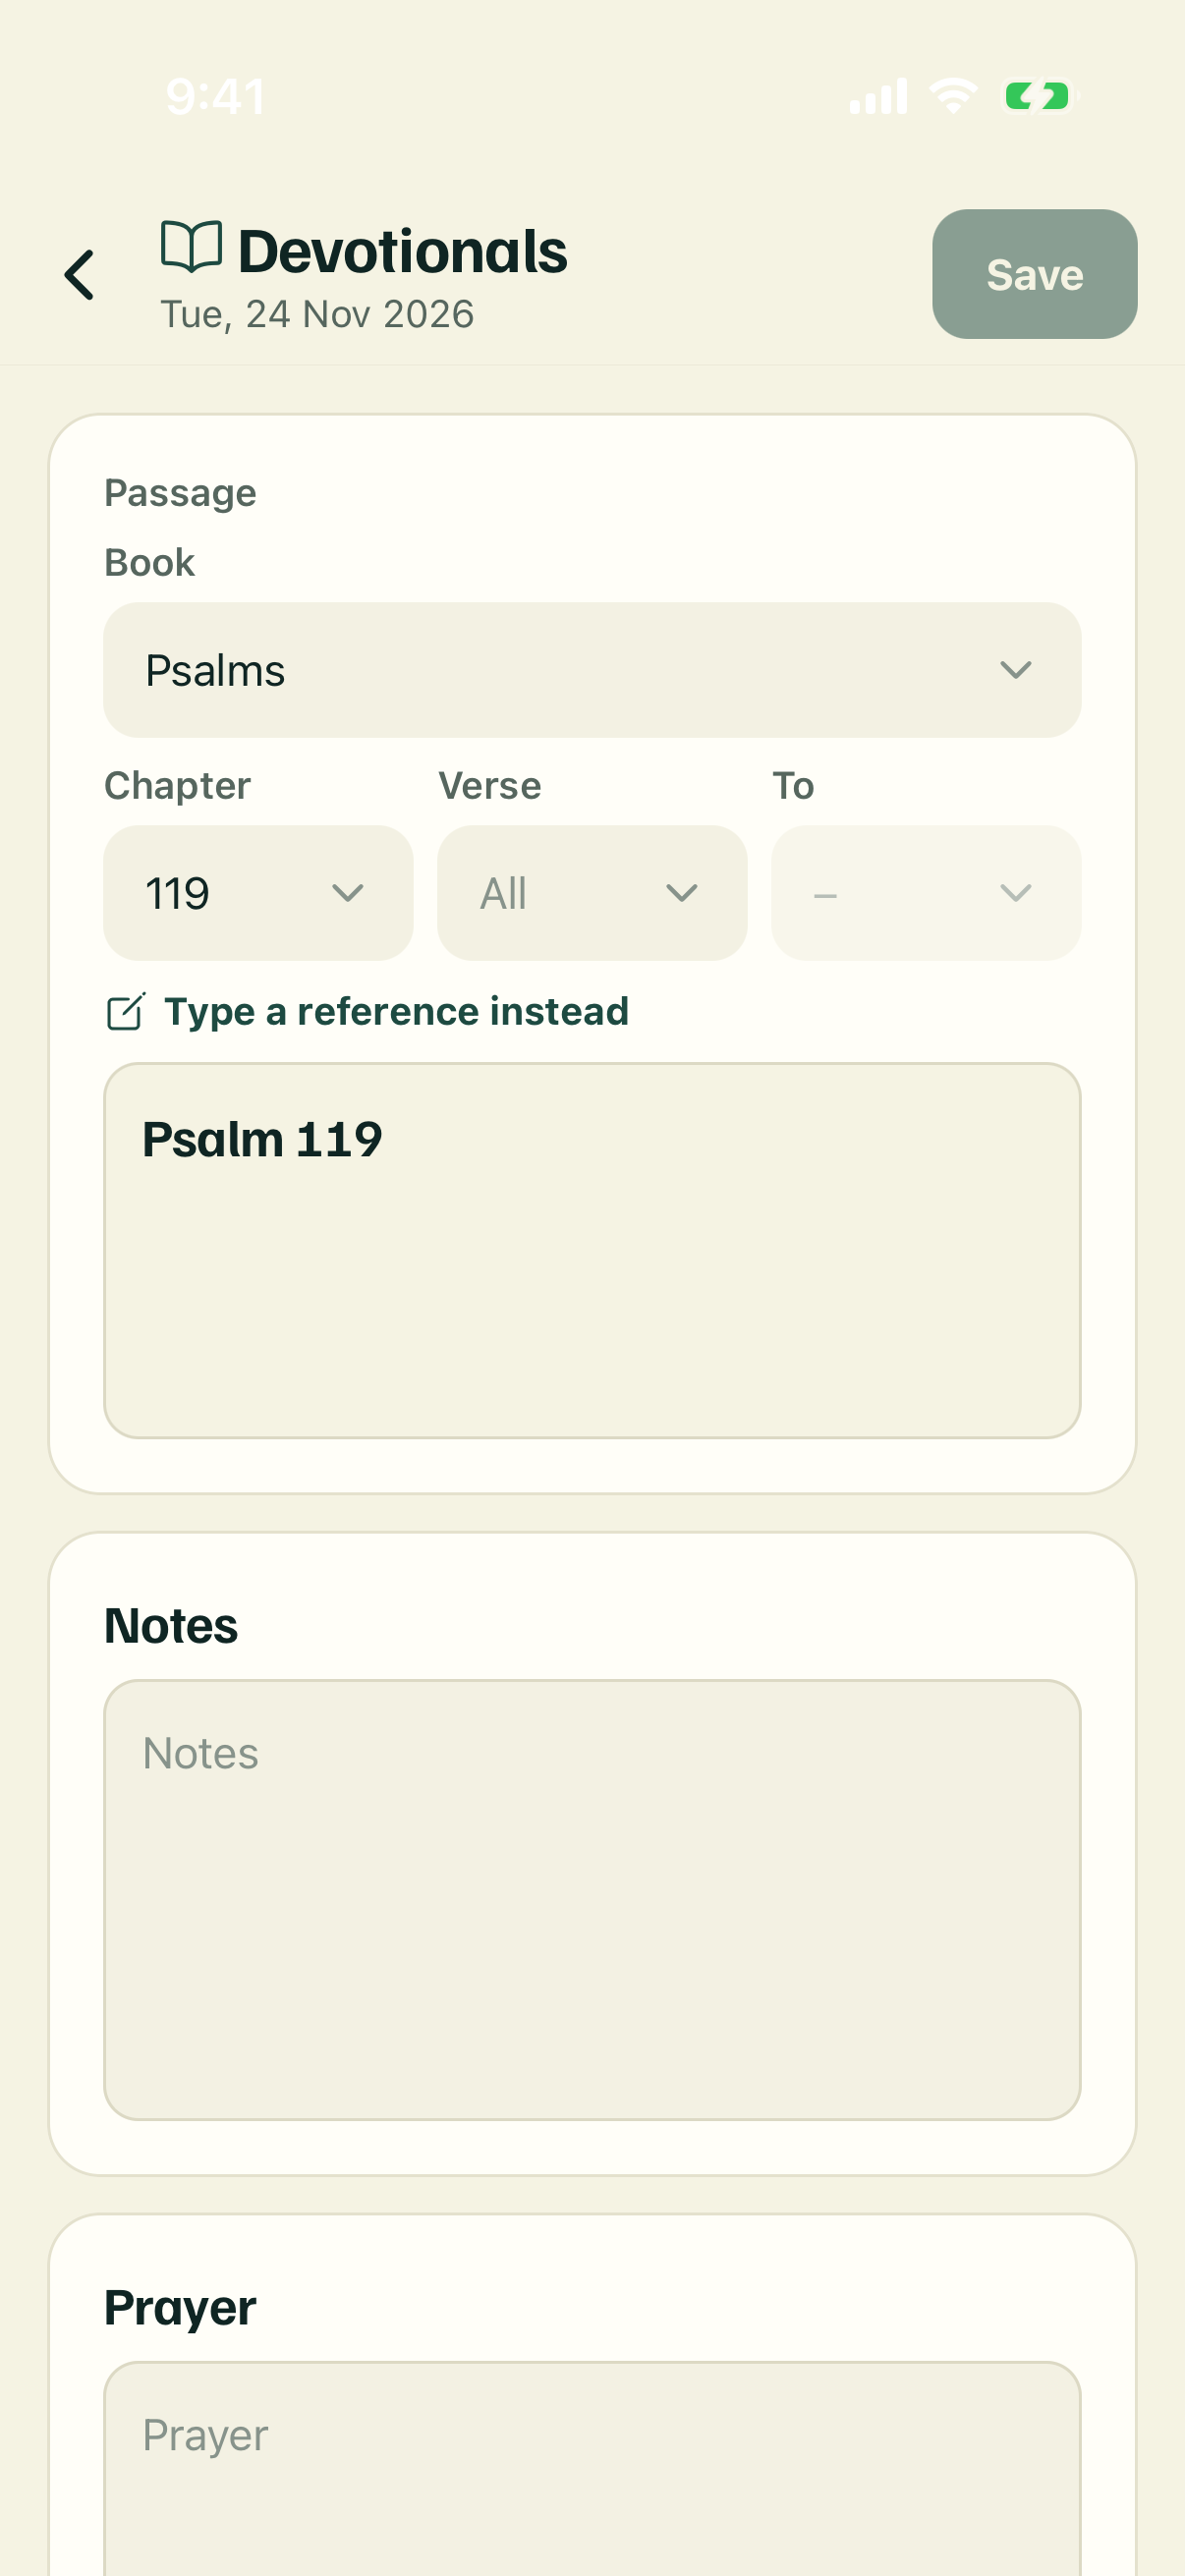 9:41
Devotionals
Save
Tue, 24 Nov 2026
Passage
Book
Psalms
Chapter Verse To
119 All –
Type a reference instead
Psalm 119
Notes
Notes
Prayer
Prayer